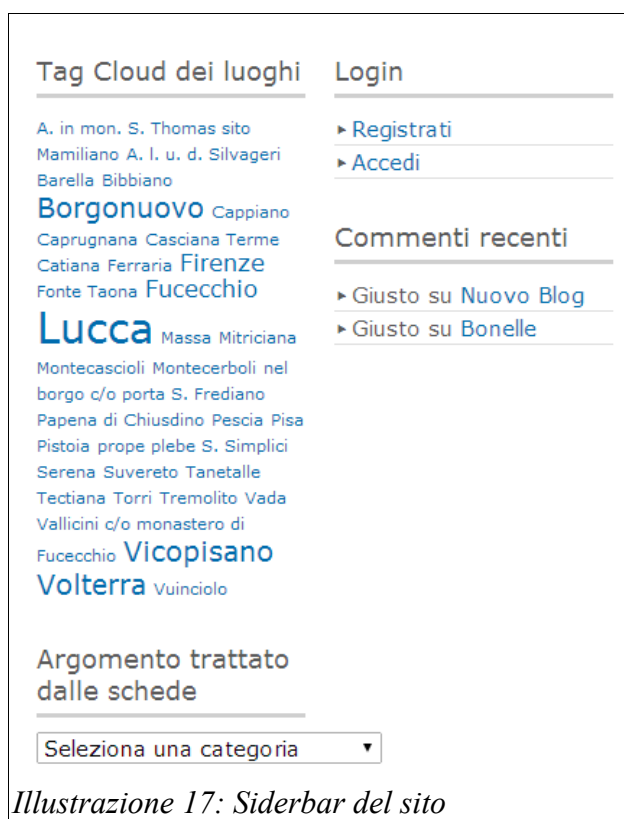 Tag Cloud dei luoghi
A. in mon. S. Thomas sito
Mamiliano A. l. u. d. Silvageri
Barella Bibbiano
Borgonuovo Cappiano
Caprugnana Casciana Terme
Catiana Ferraria Firenze
Fonte Taona Fucecchio
Lucca Massa Mitriciana
Montecascioli Montecerboli nel
borgo c/o porta S. Frediano
Papena di Chiusdino Pescia Pisa
Pistoia prope plebe S. Simplici
Serena Suvereto Tanetalle
Tectiana Torri Tremolito Vada
Vallicini c/o monastero di
Fucecchio Vicopisano
Volterra Vuinciolo
Argomento trattato
dalle schede
Seleziona una categoria
Login
Registrati
Accedi
Commenti recenti
Giusto su Nuovo Blog
Giusto su Bonelle
Illustrazione 17: Siderbar del sito